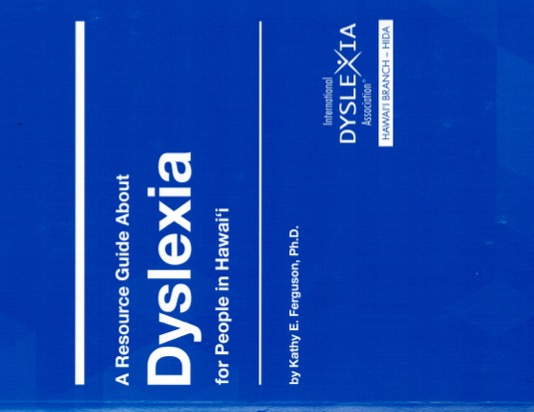 A Resource Guide About
Dyslexia
for People in Hawai‘i
by Kathy E. Ferguson, Ph.D.
International
DYSLEXIA
Association
HAWAI‘I BRANCH – HIDA